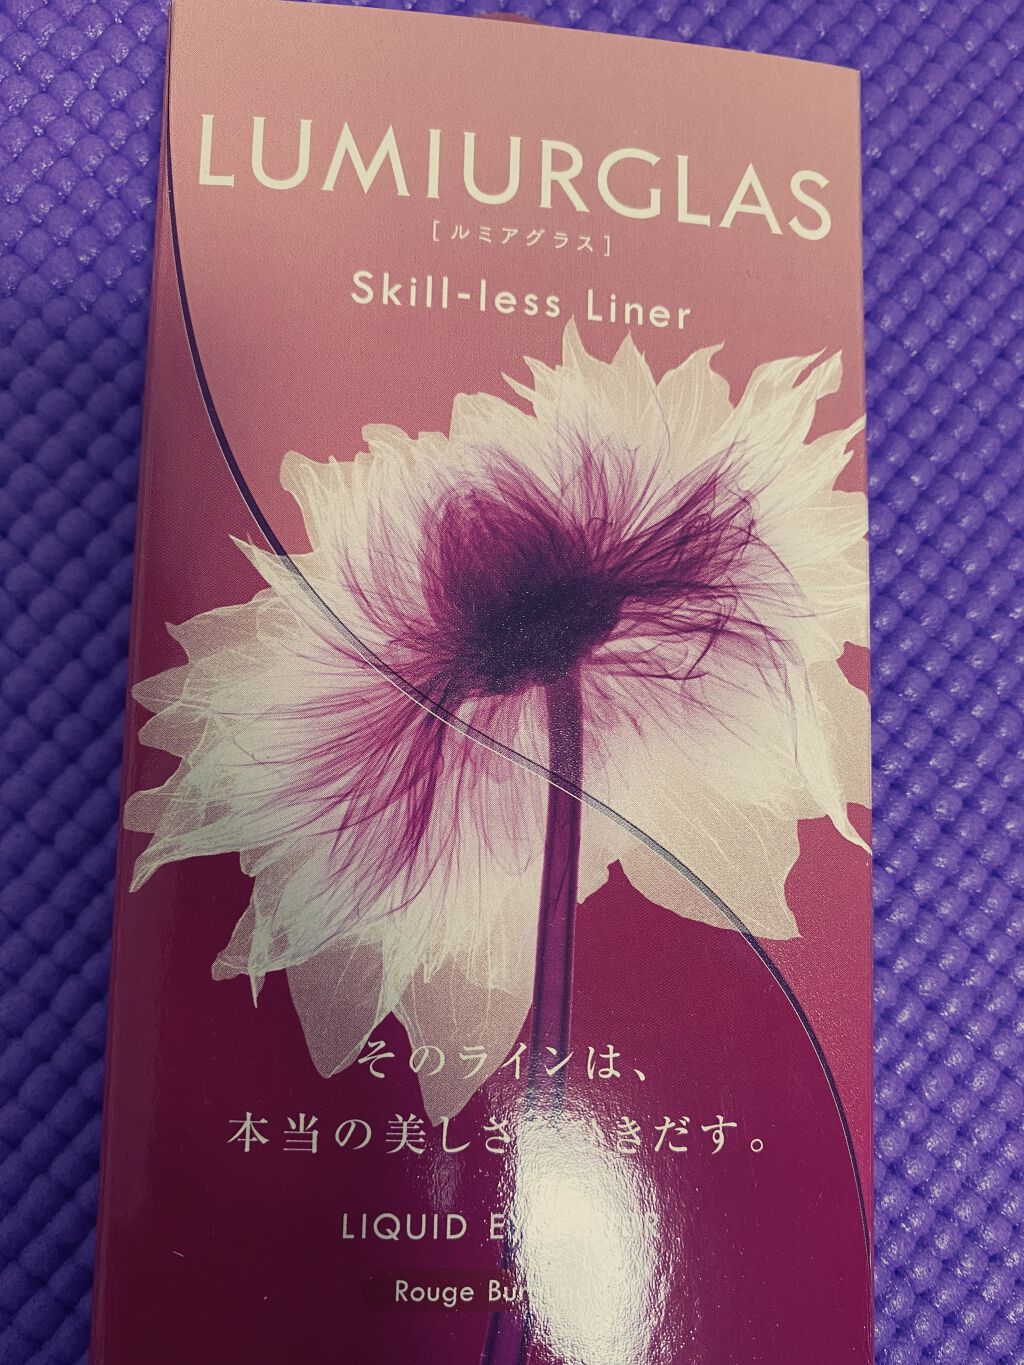 LUMIURGLAS
[ルミアグラス]
Skill-less Liner
そのラインは、
本当の美しさ きだす。
LIQUID
Rouge